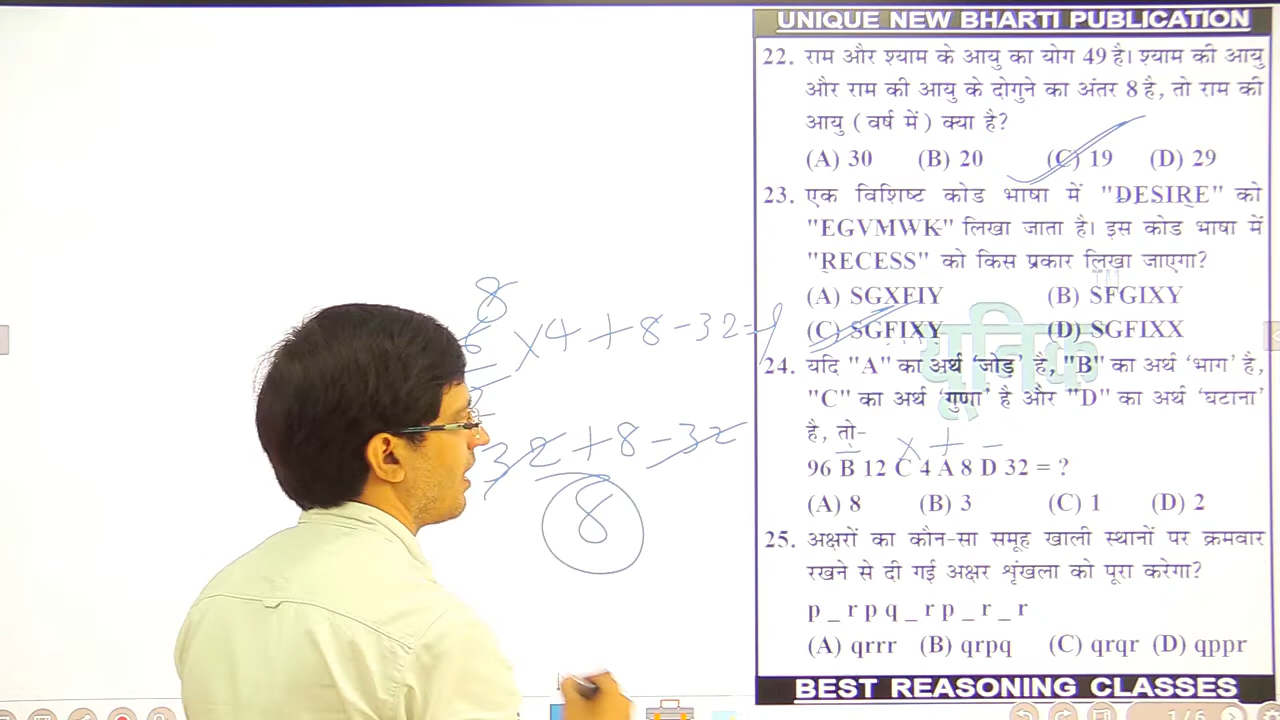 UNIQUE NEW BHARTI PUBLICATION
22. राम और श्याम के आयु का योग 49 है। श्याम की आयु
और राम की आयु के दोगुने का अंतर 8 है, तो राम की
आयु ( वर्ष में ) क्या है?
(A) 30 (B) 20 (C) 19 (D) 29
23. एक विशिष्ट कोड भाषा में "DESIRE" को
"EGVMWK" लिखा जाता है। इस कोड भाषा में
"RECESS" को किस प्रकार लिखा जाएगा?
(A) SGXFIY (B) SFGIXY
(C) SGFIXY (D) SGFIXX
24. यदि "A" का अर्थ ‘जोड़’ है, "B" का अर्थ ‘भाग’ है,
"C" का अर्थ ‘गुणा’ है और "D" का अर्थ ‘घटाना’
है, तो-
× + −
96 B 12 C 4 A 8 D 32 = ?
(A) 8 (B) 3 (C) 1 (D) 2
25. अक्षरों का कौन-सा समूह खाली स्थानों पर क्रमवार
रखने से दी गई अक्षर श्रृंखला को पूरा करेगा?
p _ r p q _ r p _ r _ r
(A) qrrr (B) qrpq (C) qrqr (D) qppr
BEST REASONING CLASSES
यूनिक
8
×4+8-32=
32+8-32
8
1/6